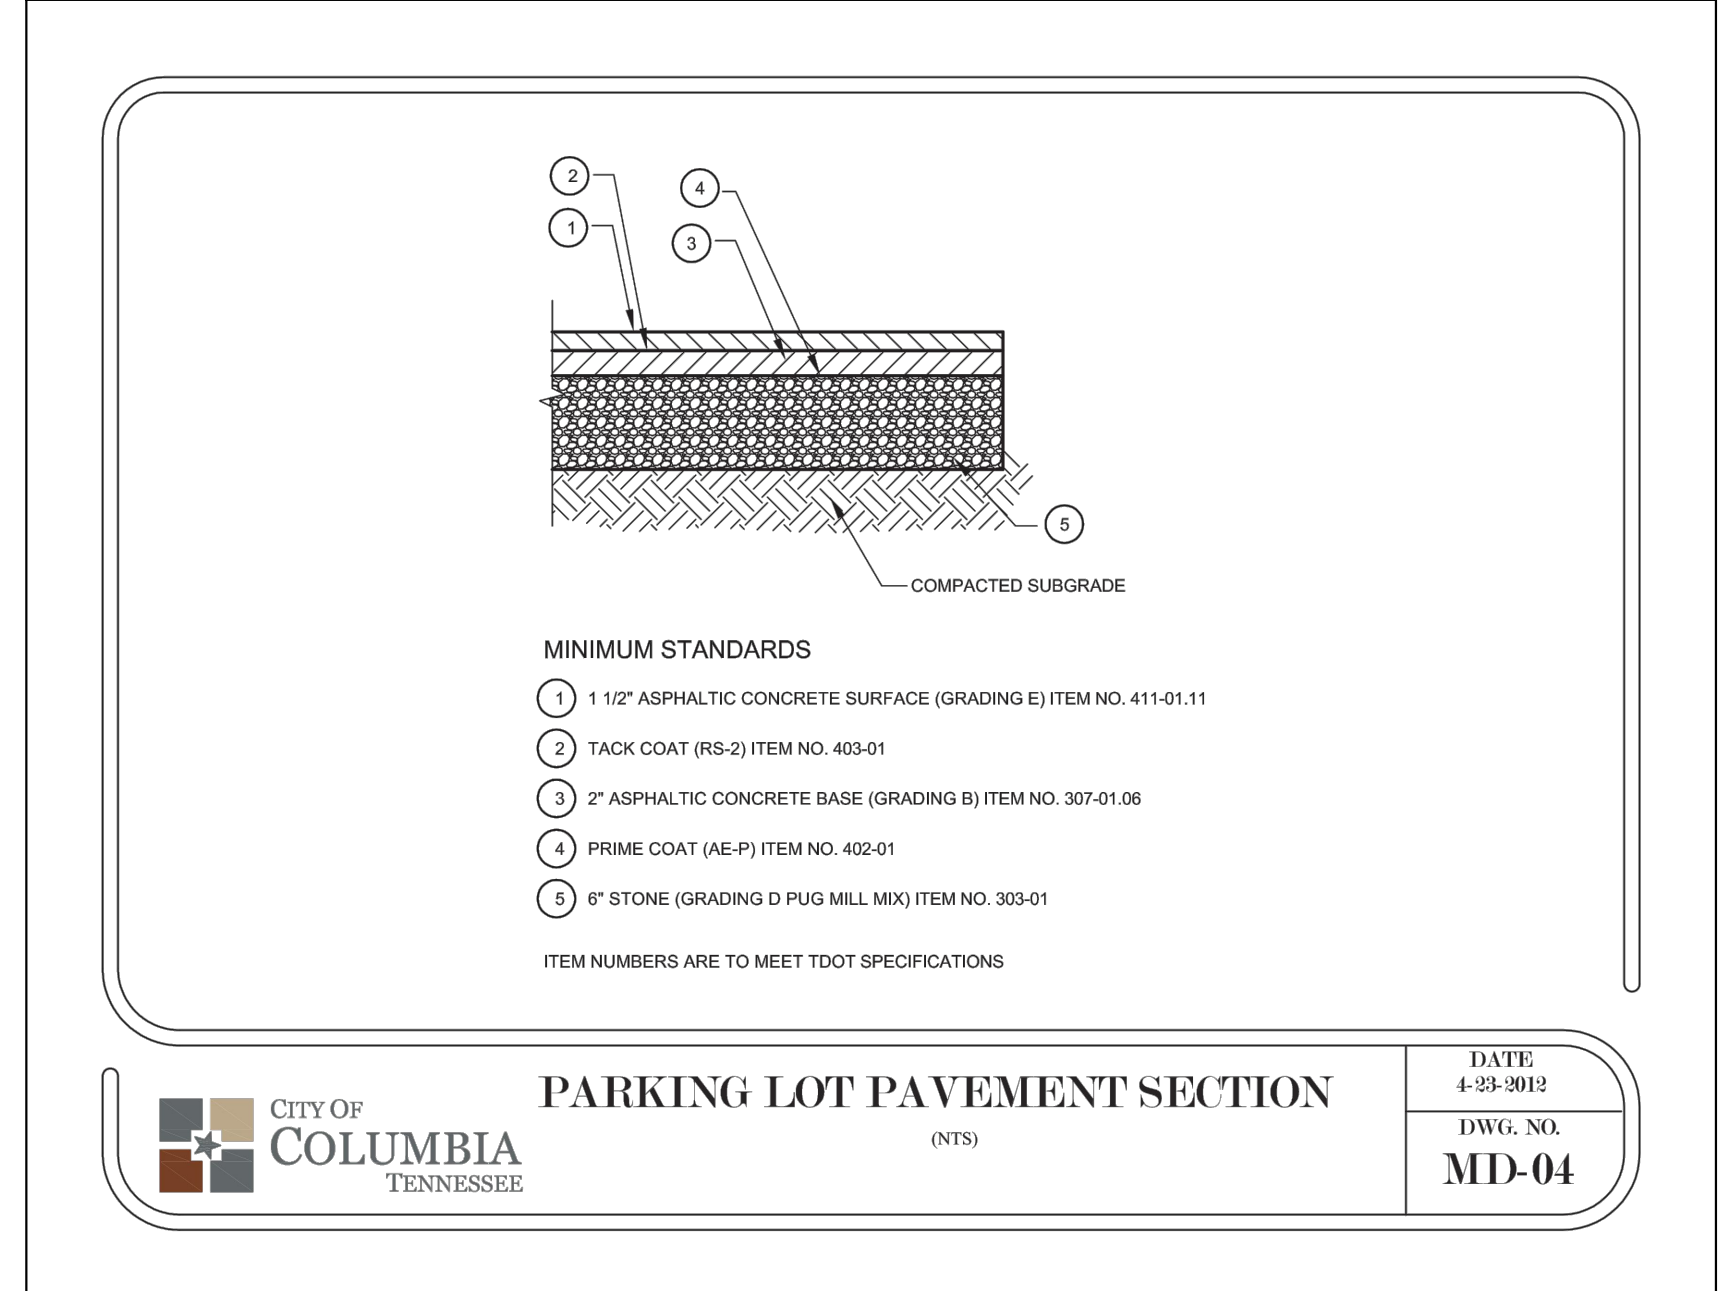 2
4
1
3
5
COMPACTED SUBGRADE
MINIMUM STANDARDS
1 1 1/2" ASPHALTIC CONCRETE SURFACE (GRADING E) ITEM NO. 411-01.11
2 TACK COAT (RS-2) ITEM NO. 403-01
3 2" ASPHALTIC CONCRETE BASE (GRADING B) ITEM NO. 307-01.06
4 PRIME COAT (AE-P) ITEM NO. 402-01
5 6" STONE (GRADING D PUG MILL MIX) ITEM NO. 303-01
ITEM NUMBERS ARE TO MEET TDOT SPECIFICATIONS
CITY OF
COLUMBIA
TENNESSEE
PARKING LOT PAVEMENT SECTION
(NTS)
DATE
4-23-2012
DWG. NO.
MD-04